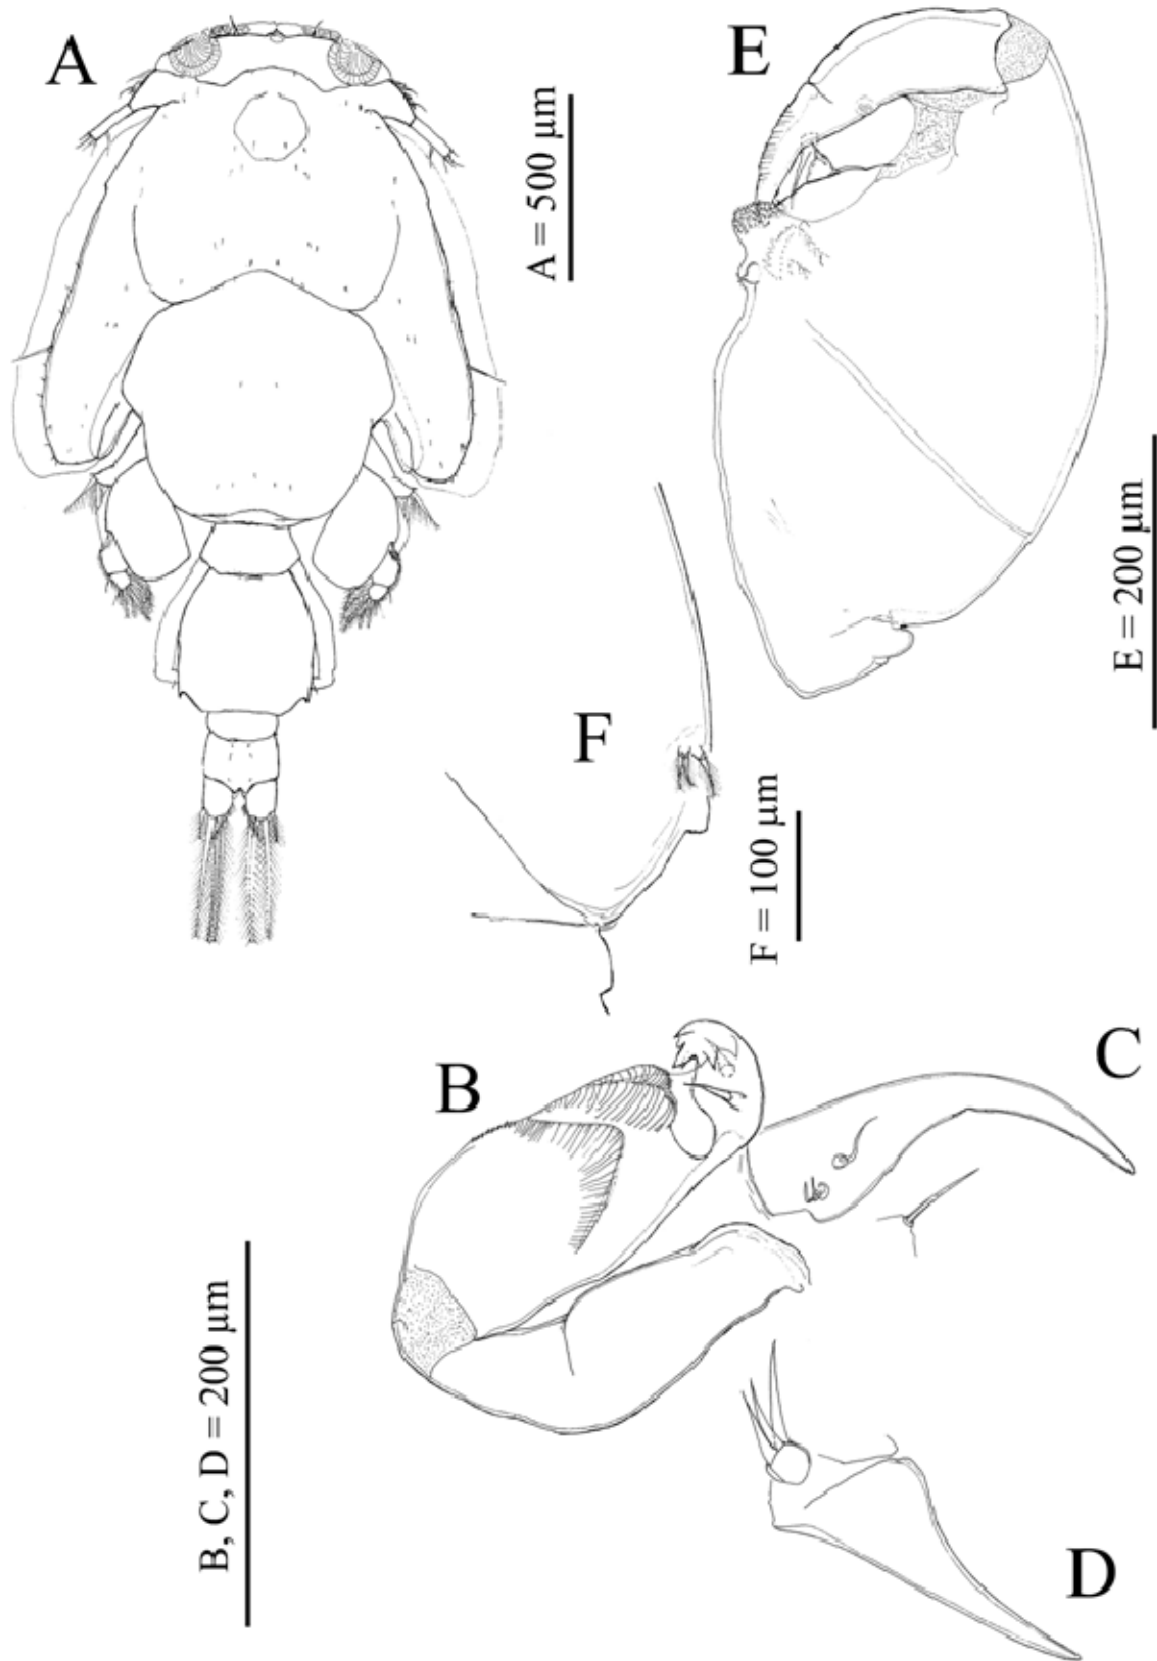 A
E
A = 500 µm
E = 200 µm
F
F = 100 µm
B
C
B, C, D = 200 µm
D